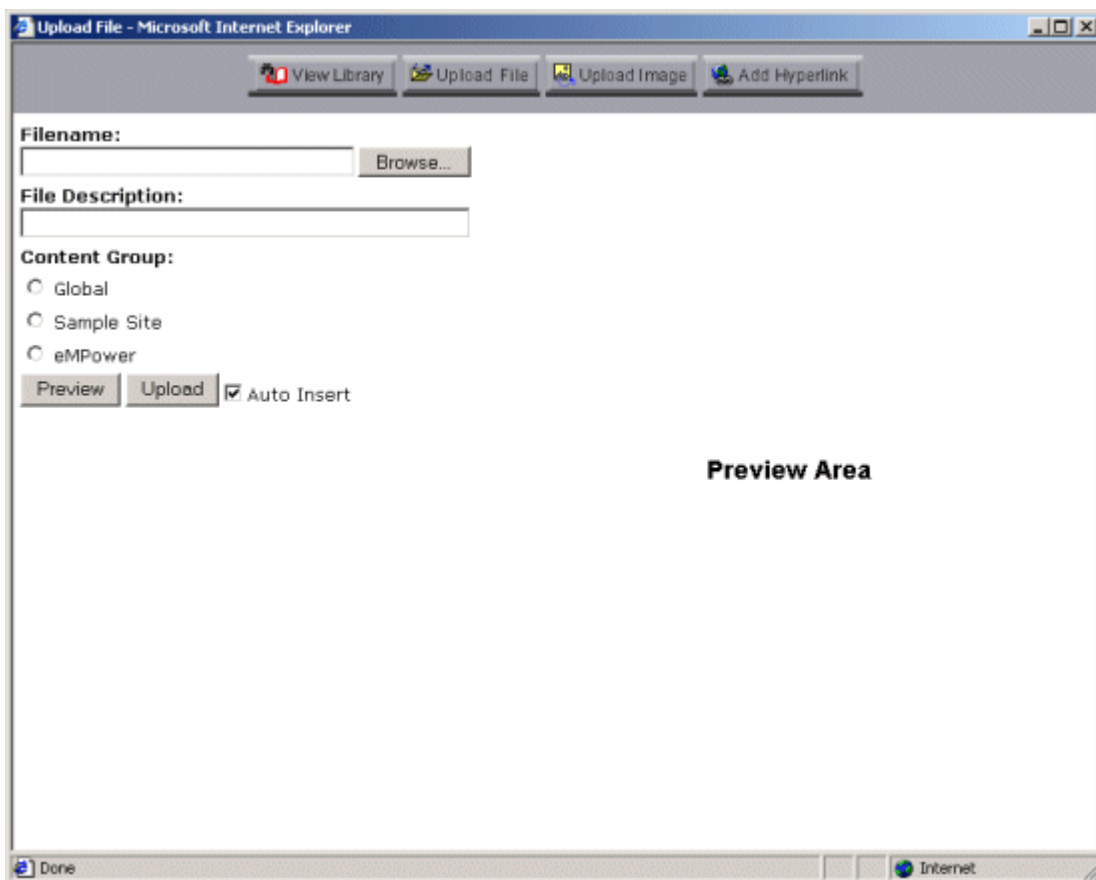 Upload File - Microsoft Internet Explorer
View Library Upload File Upload Image Add Hyperlink
Filename:
Browse...
File Description:
Content Group:
Global
Sample Site
eMPower
Preview Upload Auto Insert
Preview Area
Done Internet